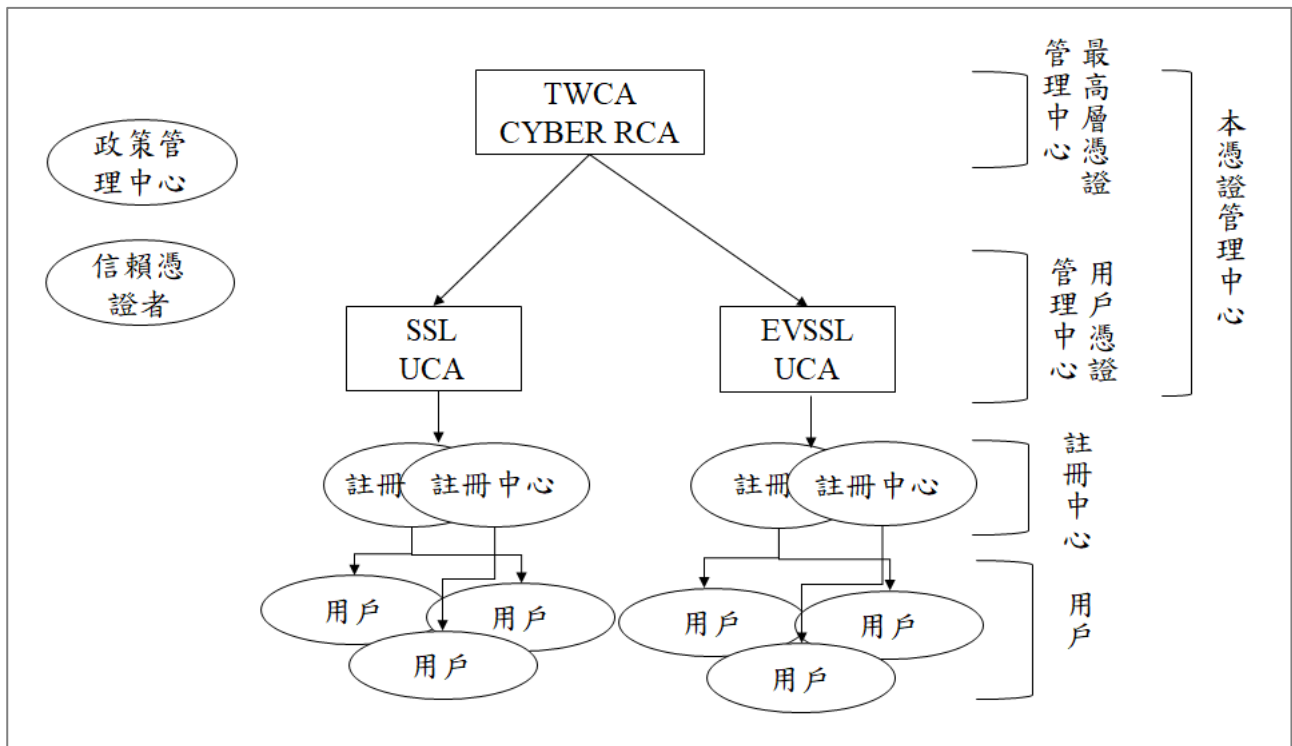 TWCA
CYBER RCA
最高層憑證
管理中心
本憑證管理中心
政策管
理中心
信賴憑
證者
SSL
UCA
EVSSL
UCA
用戶憑證
管理中心
註冊
註冊中心
註冊
註冊中心
註冊中心
用戶
用戶
用戶
用戶
用戶
用戶
用戶